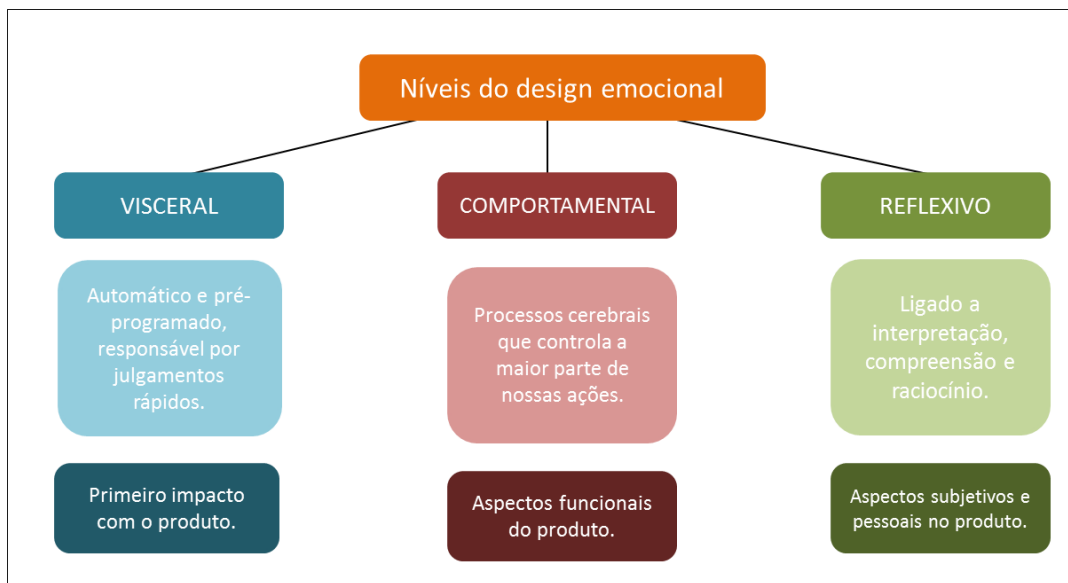 Níveis do design emocional
VISCERAL
COMPORTAMENTAL
REFLEXIVO
Automático e pré-
programado,
responsável por
julgamentos
rápidos.
Processos cerebrais
que controla a
maior parte de
nossas ações.
Ligado a
interpretação,
compreensão e
raciocínio.
Primeiro impacto
com o produto.
Aspectos funcionais
do produto.
Aspectos subjetivos e
pessoais no produto.